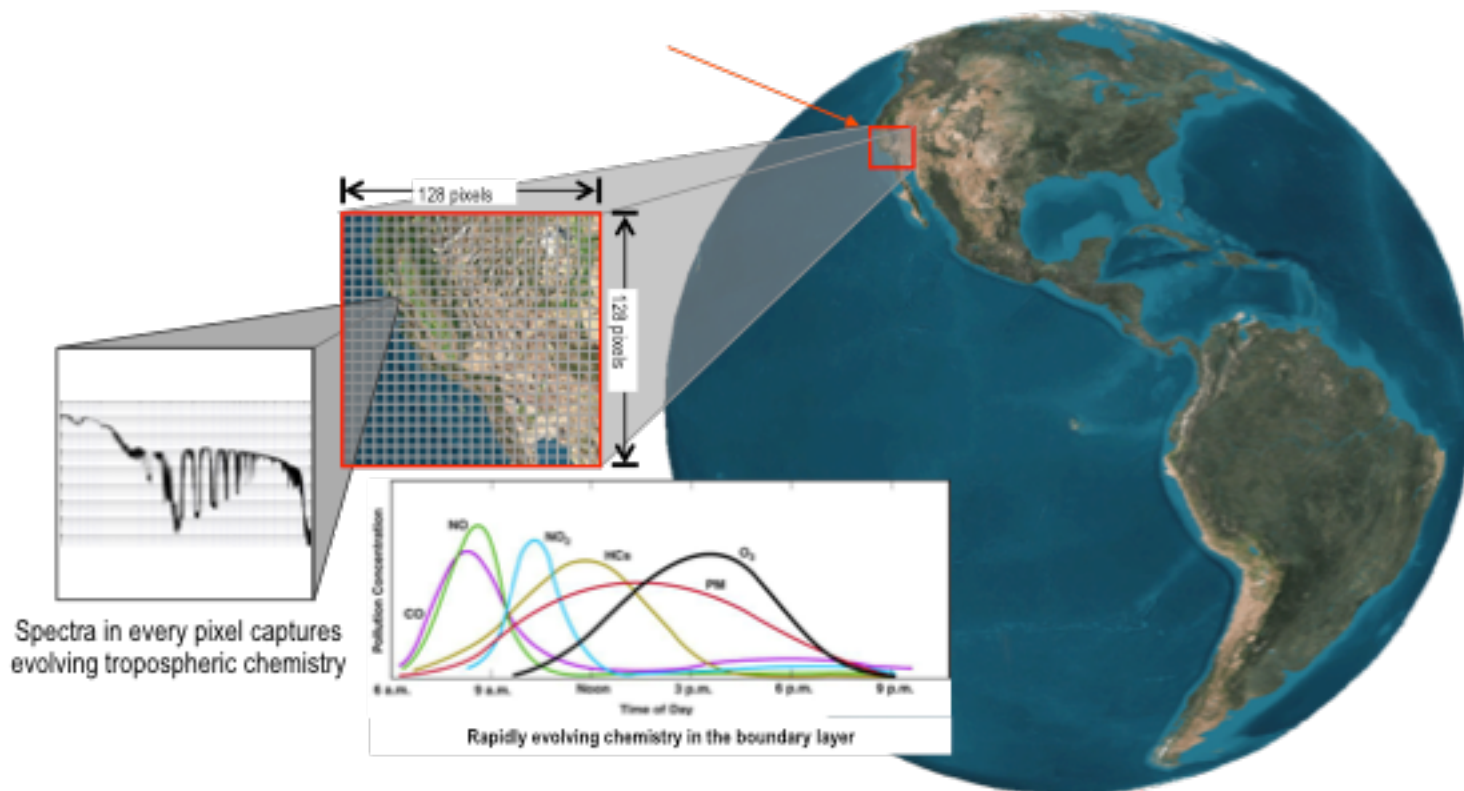 128 pixels
128 pixels
Spectra in every pixel captures
evolving tropospheric chemistry
Pollution Concentration
NO
NO₂
HCs
O₃
PM
CO
6 a.m.
9 a.m.
Noon
3 p.m.
6 p.m.
9 p.m.
Time of Day
Rapidly evolving chemistry in the boundary layer